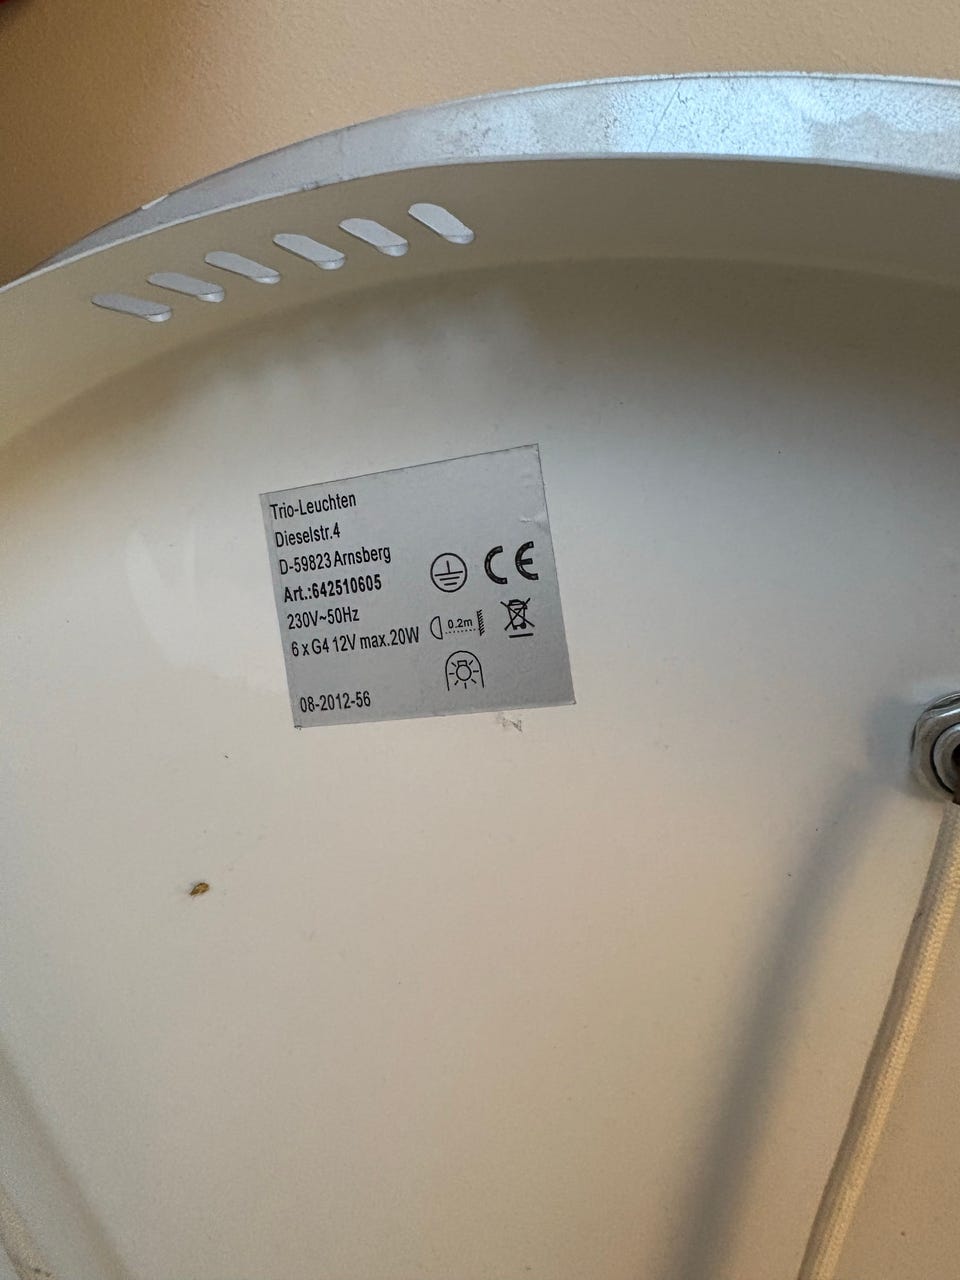 Trio-Leuchten
Dieselstr.4
D-59823 Arnsberg
Art.:642510605
230V~50Hz
6 x G4 12V max.20W
08-2012-56
CE
0.2m